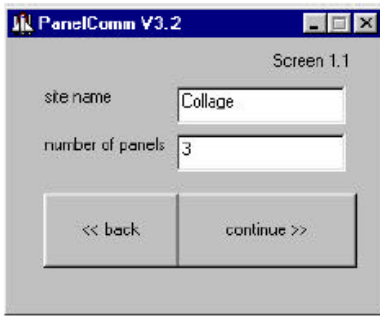 PanelComm V3.2
Screen 1.1
site name Collage
number of panels 3
<< back continue >>